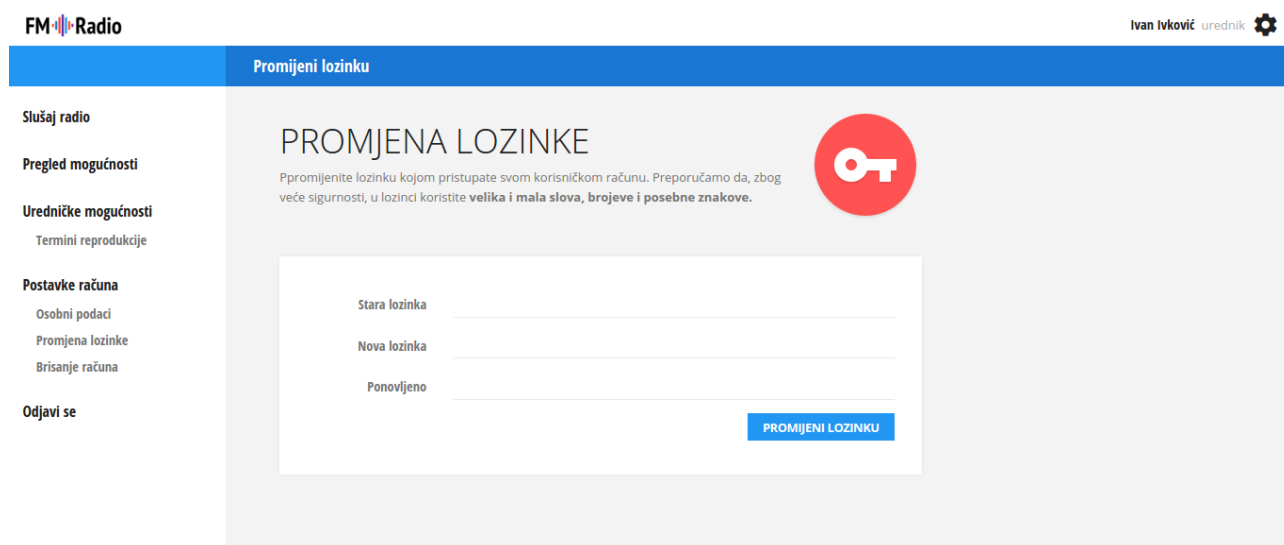 FM Radio
Ivan Ivković urednik
Promijeni lozinku
Slušaj radio
Pregled mogućnosti
Uredničke mogućnosti
Termini reprodukcije
Postavke računa
Osobni podaci
Promjena lozinke
Brisanje računa
Odjavi se
PROMJENA LOZINKE
Ppromijenite lozinku kojom pristupate svom korisničkom računu. Preporučamo da, zbog
veće sigurnosti, u lozinci koristite velika i mala slova, brojeve i posebne znakove.
Stara lozinka
Nova lozinka
Ponovljeno
PROMIJENI LOZINKU